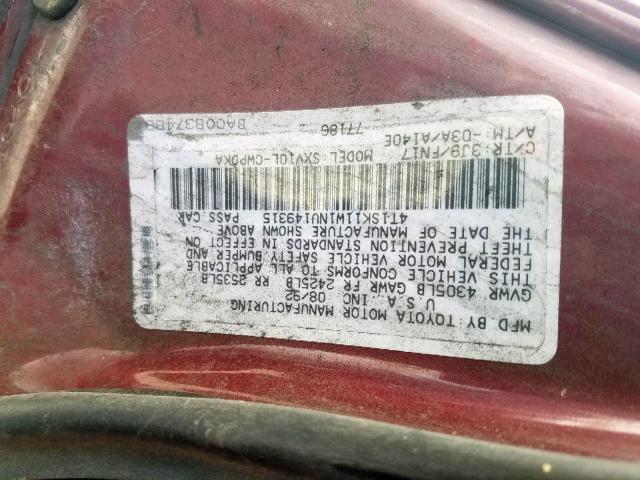 MFD BY: TOYOTA MOTOR MANUFACTURING
U S A , INC 08/92
GVWR 4305LB GAWR FR 2425LB RR 2535LB
THIS VEHICLE CONFORMS TO ALL APPLICABLE
FEDERAL MOTOR VEHICLE SAFETY, BUMPER AND
THEFT PREVENTION STANDARDS IN EFFECT ON
THE DATE OF MANUFACTURE SHOWN ABOVE
4T1SK11W1NU149315 PASS CAR
C/TR: 3J9/FN17 MODEL: SXV10L-CWPDKA
A/TM: -03A/A140E
77186